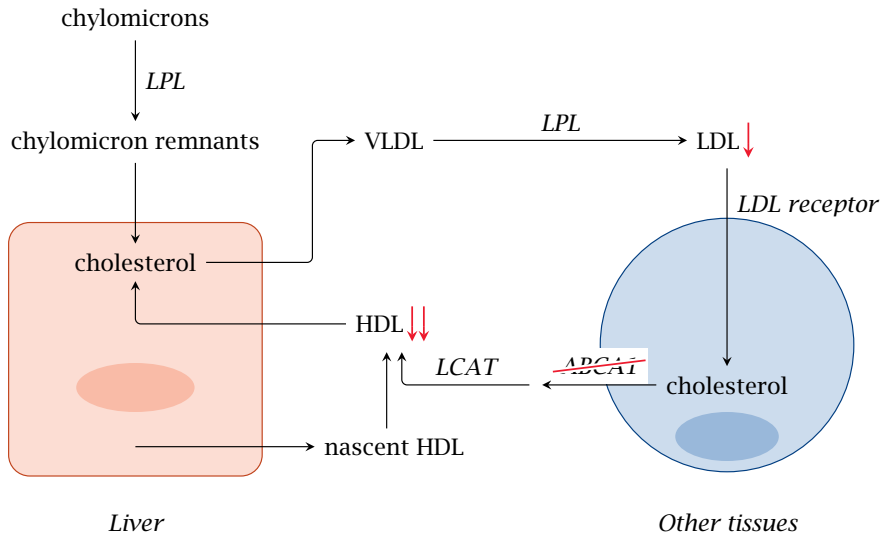 chylomicrons
LPL
chylomicron remnants
VLDL
LPL
LDL
LDL receptor
cholesterol
HDL
LCAT
ABCA1
cholesterol
nascent HDL
Liver
Other tissues